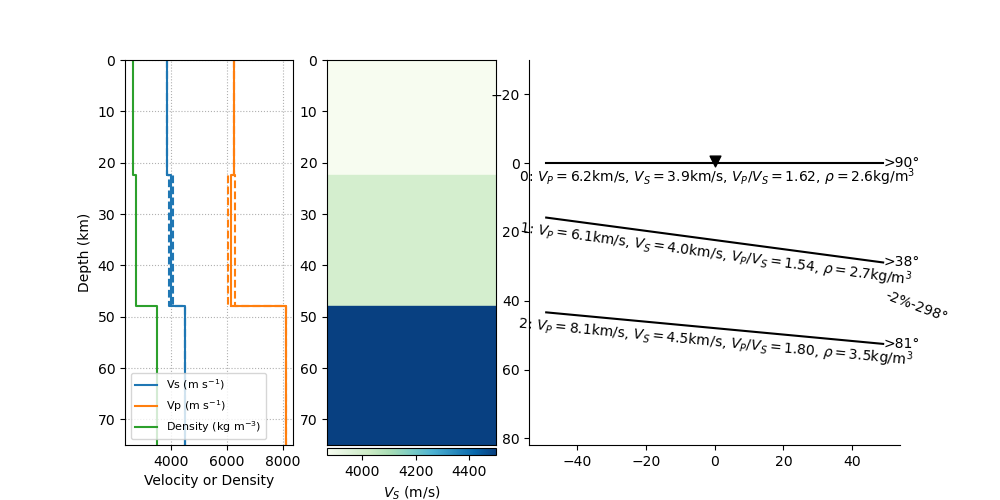 0
10
20
30
40
50
60
70
Depth (km)
4000 6000 8000
Velocity or Density
Vs (m s⁻¹)
Vp (m s⁻¹)
Density (kg m⁻³)
0
10
20
30
40
50
60
70
4000 4200 4400
V_S (m/s)
−20
0
20
40
60
80
−40 −20 0 20 40
>90°
0: V_P = 6.2km/s, V_S = 3.9km/s, V_P/V_S = 1.62, ρ = 2.6kg/m³
>38°
1: V_P = 6.1km/s, V_S = 4.0km/s, V_P/V_S = 1.54, ρ = 2.7kg/m³
-2%-298°
>81°
2: V_P = 8.1km/s, V_S = 4.5km/s, V_P/V_S = 1.80, ρ = 3.5kg/m³